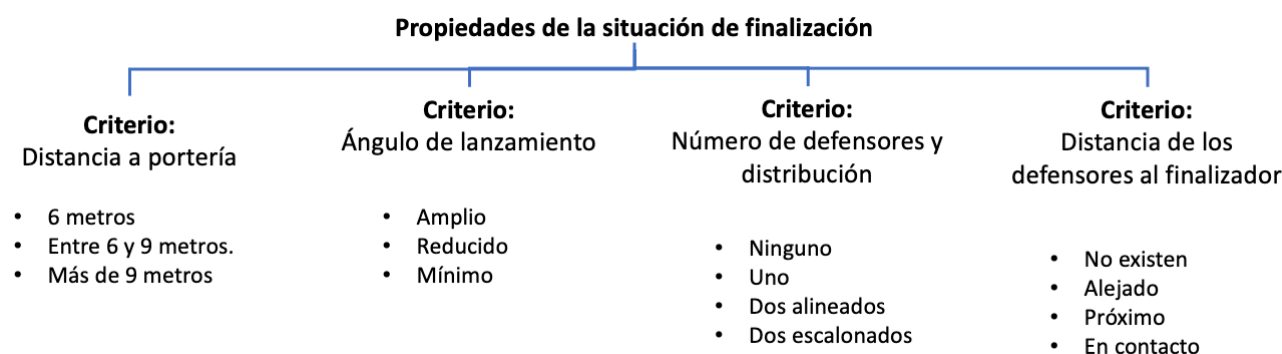 Propiedades de la situación de finalización
Criterio:
Distancia a portería
• 6 metros
• Entre 6 y 9 metros.
• Más de 9 metros
Criterio:
Ángulo de lanzamiento
• Amplio
• Reducido
• Mínimo
Criterio:
Número de defensores y
distribución
• Ninguno
• Uno
• Dos alineados
• Dos escalonados
Criterio:
Distancia de los
defensores al finalizador
• No existen
• Alejado
• Próximo
• En contacto